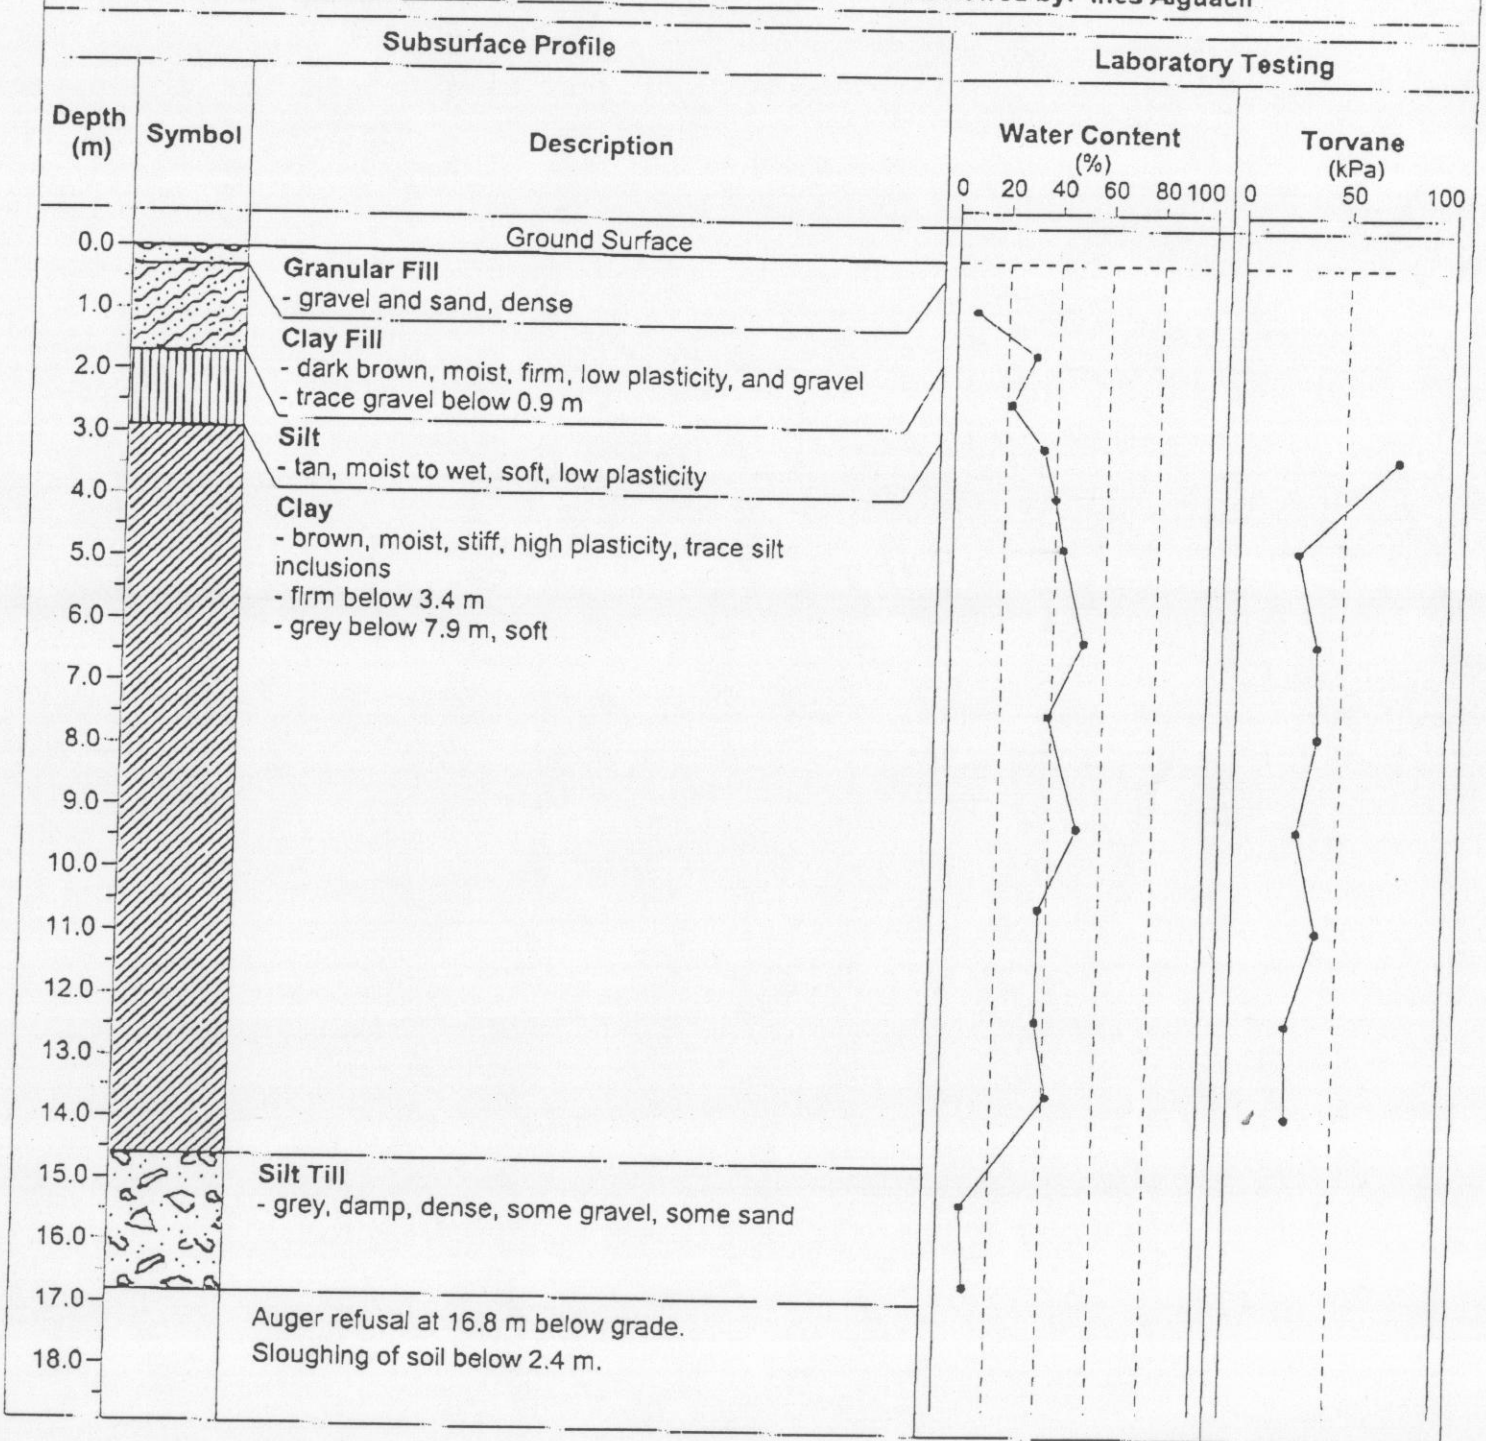 by:
Subsurface Profile
Laboratory Testing
Depth
(m)
Symbol
Description
Water Content
(%)
0 20 40 60 80 100
Torvane
(kPa)
0 50 100
0.0
Ground Surface
Granular Fill
- gravel and sand, dense
1.0
Clay Fill
- dark brown, moist, firm, low plasticity, and gravel
2.0
- trace gravel below 0.9 m
3.0
Silt
- tan, moist to wet, soft, low plasticity
4.0
Clay
- brown, moist, stiff, high plasticity, trace silt
inclusions
5.0
- firm below 3.4 m
6.0
- grey below 7.9 m, soft
7.0
8.0
9.0
10.0
11.0
12.0
13.0
14.0
15.0
Silt Till
- grey, damp, dense, some gravel, some sand
16.0
17.0
Auger refusal at 16.8 m below grade.
Sloughing of soil below 2.4 m.
18.0